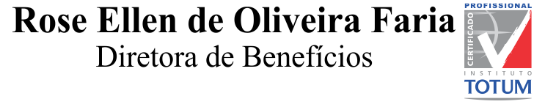 Rose Ellen de Oliveira Faria
Diretora de Benefícios
PROFISSIONAL
CERTIFICADO
INSTITUTO
TOTUM